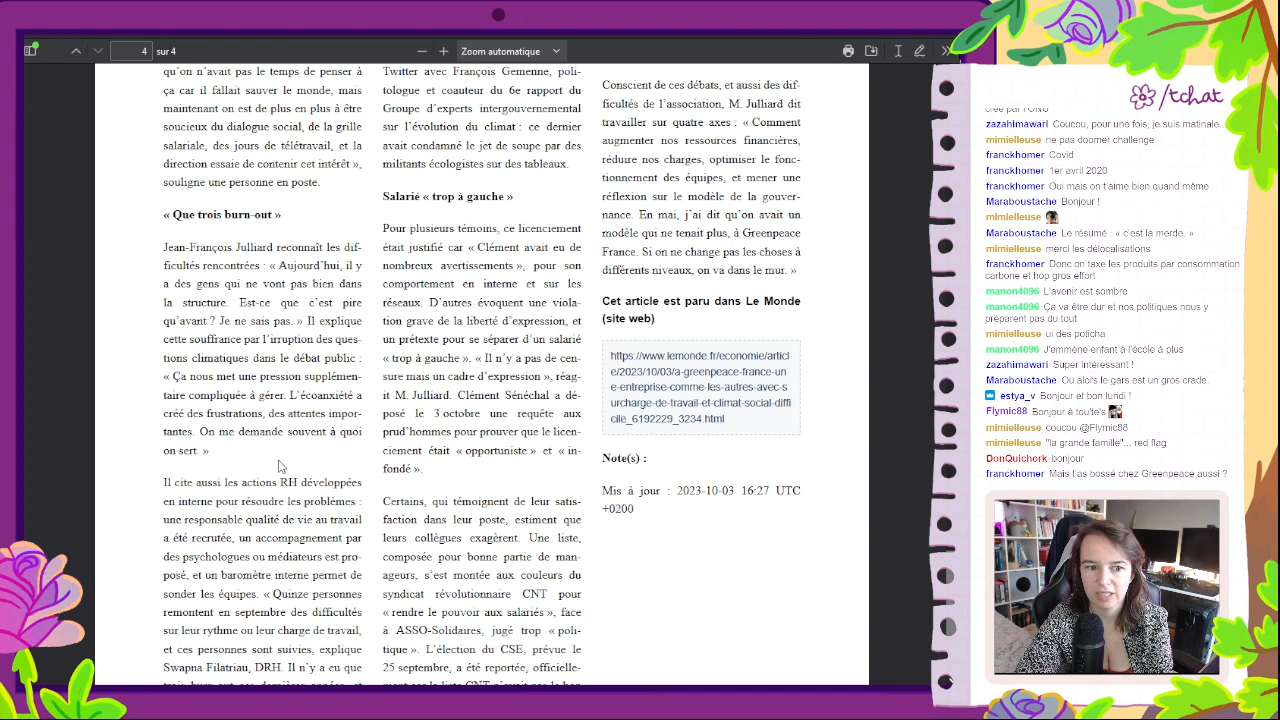 4 sur 4
Zoom automatique
qu'on n'avait pas le temps de penser à
ça car il fallait sauver le monde, mais
maintenant on est de plus en plus à être
soucieux du dialogue social, de la grille
salariale, des jours de télétravail, et la
direction essaie de contenir cet intérêt »,
souligne une personne en poste.
« Que trois burn-out »
Jean-François Julliard reconnaît les dif-
ficultés rencontrées : « Aujourd'hui, il y
a des gens qui ne vont pas bien dans
la structure. Est-ce que c'est pire
qu'avant ? Je ne sais pas. » Il explique
cette souffrance par l'irruption des ques-
tions climatiques dans le débat public :
« Ça nous met une pression supplémen-
taire compliquée à gérer. L'écoanxiété a
créé des frustrations, des attentes impor-
tantes. On me demande souvent à quoi
on sert. »
Il cite aussi les actions RH développées
en interne pour résoudre les problèmes :
une responsable qualité de vie au travail
a été recrutée, un accompagnement par
des psychologues ou médiateurs est pro-
posé, et un baromètre interne permet de
sonder les équipes. « Quinze personnes
remontent en septembre des difficultés
sur leur rythme ou leur charge de travail,
et ces personnes sont suivies, explique
Swapna Filatriau, DRH. Il n'y a eu que
Twitter avec François Gemenne, poli-
tologue et coauteur du 6e rapport du
Groupe d'experts intergouvernemental
sur l'évolution du climat : ce dernier
avait condamné le jet de soupe par des
militants écologistes sur des tableaux.
Salarié « trop à gauche »
Pour plusieurs témoins, ce licenciement
était justifié car « Clément avait eu de
nombreux avertissements », pour son
comportement en interne et sur les
réseaux. D'autres évoquent une viola-
tion grave de la liberté d'expression, et
un prétexte pour se séparer d'un salarié
« trop à gauche ». « Il n'y a pas de cen-
sure mais un cadre d'expression », réag-
it M. Julliard. Clément Sénéchal a dé-
posé le 3 octobre une requête aux
prud'hommes pour prouver que le licen-
ciement était « opportuniste » et « in-
fondé ».
Certains, qui témoignent de leur satis-
faction dans leur poste, estiment que
leurs collègues exagèrent. Une liste,
composée pour bonne partie de man-
ageurs, s'est montée aux couleurs du
syndicat révolutionnaire CNT pour
« rendre le pouvoir aux salariés », face
à ASSO-Solidaires, jugé trop « poli-
tique ». L'élection du CSE, prévue le
25 septembre, a été reportée, officielle-
Conscient de ces débats, et aussi des dif-
ficultés de l'association, M. Julliard dit
travailler sur quatre axes : « Comment
augmenter nos ressources financières,
réduire nos charges, optimiser le fonc-
tionnement des équipes, et mener une
réflexion sur le modèle de la gouver-
nance. En mai, j'ai dit qu'on avait un
modèle qui ne tenait plus, à Greenpeace
France. Si on ne change pas les choses à
différents niveaux, on va dans le mur. »
Cet article est paru dans Le Monde
(site web)
https://www.lemonde.fr/economie/articl
e/2023/10/03/a-greenpeace-france-un
e-entreprise-comme-les-autres-avec-s
urcharge-de-travail-et-climat-social-diffi
cile_6192229_3234.html
Note(s) :
Mis à jour : 2023-10-03 16:27 UTC
+0200
/tchat
créé par l'ONU
zazahimawari Coucou, pour une fois, je suis matinale...
mimielleuse ne pas doomer challenge
franckhomer Covid
franckhomer 1er avril 2020
franckhomer Oui mais on t'aime bien quand même
Maraboustache Bonjour !
mimielleuse
Maraboustache Le résumé : « c'est la merde. »
mimielleuse merci les délocalisations
franckhomer Donc on taxe les produits par consommation
carbone et hop gros effort
manon4096 L'avenir est sombre
manon4096 Ça va être dur et nos politiques nous y
préparent pas du tout
mimielleuse ui des poticha
manon4096 J'emmène enfant à l'école à plus
zazahimawari Super intéressant !
Maraboustache Ou alors le gars est un gros crade.
estya_v Bonjour et bon lundi !
Flymic88 Bonjour à tou'te's
mimielleuse coucou @Flymic88
mimielleuse "la grande famille"... red flag
DonQuichork bonjour
franckhomer Mais t'as bossé chez Greenpeace aussi ?